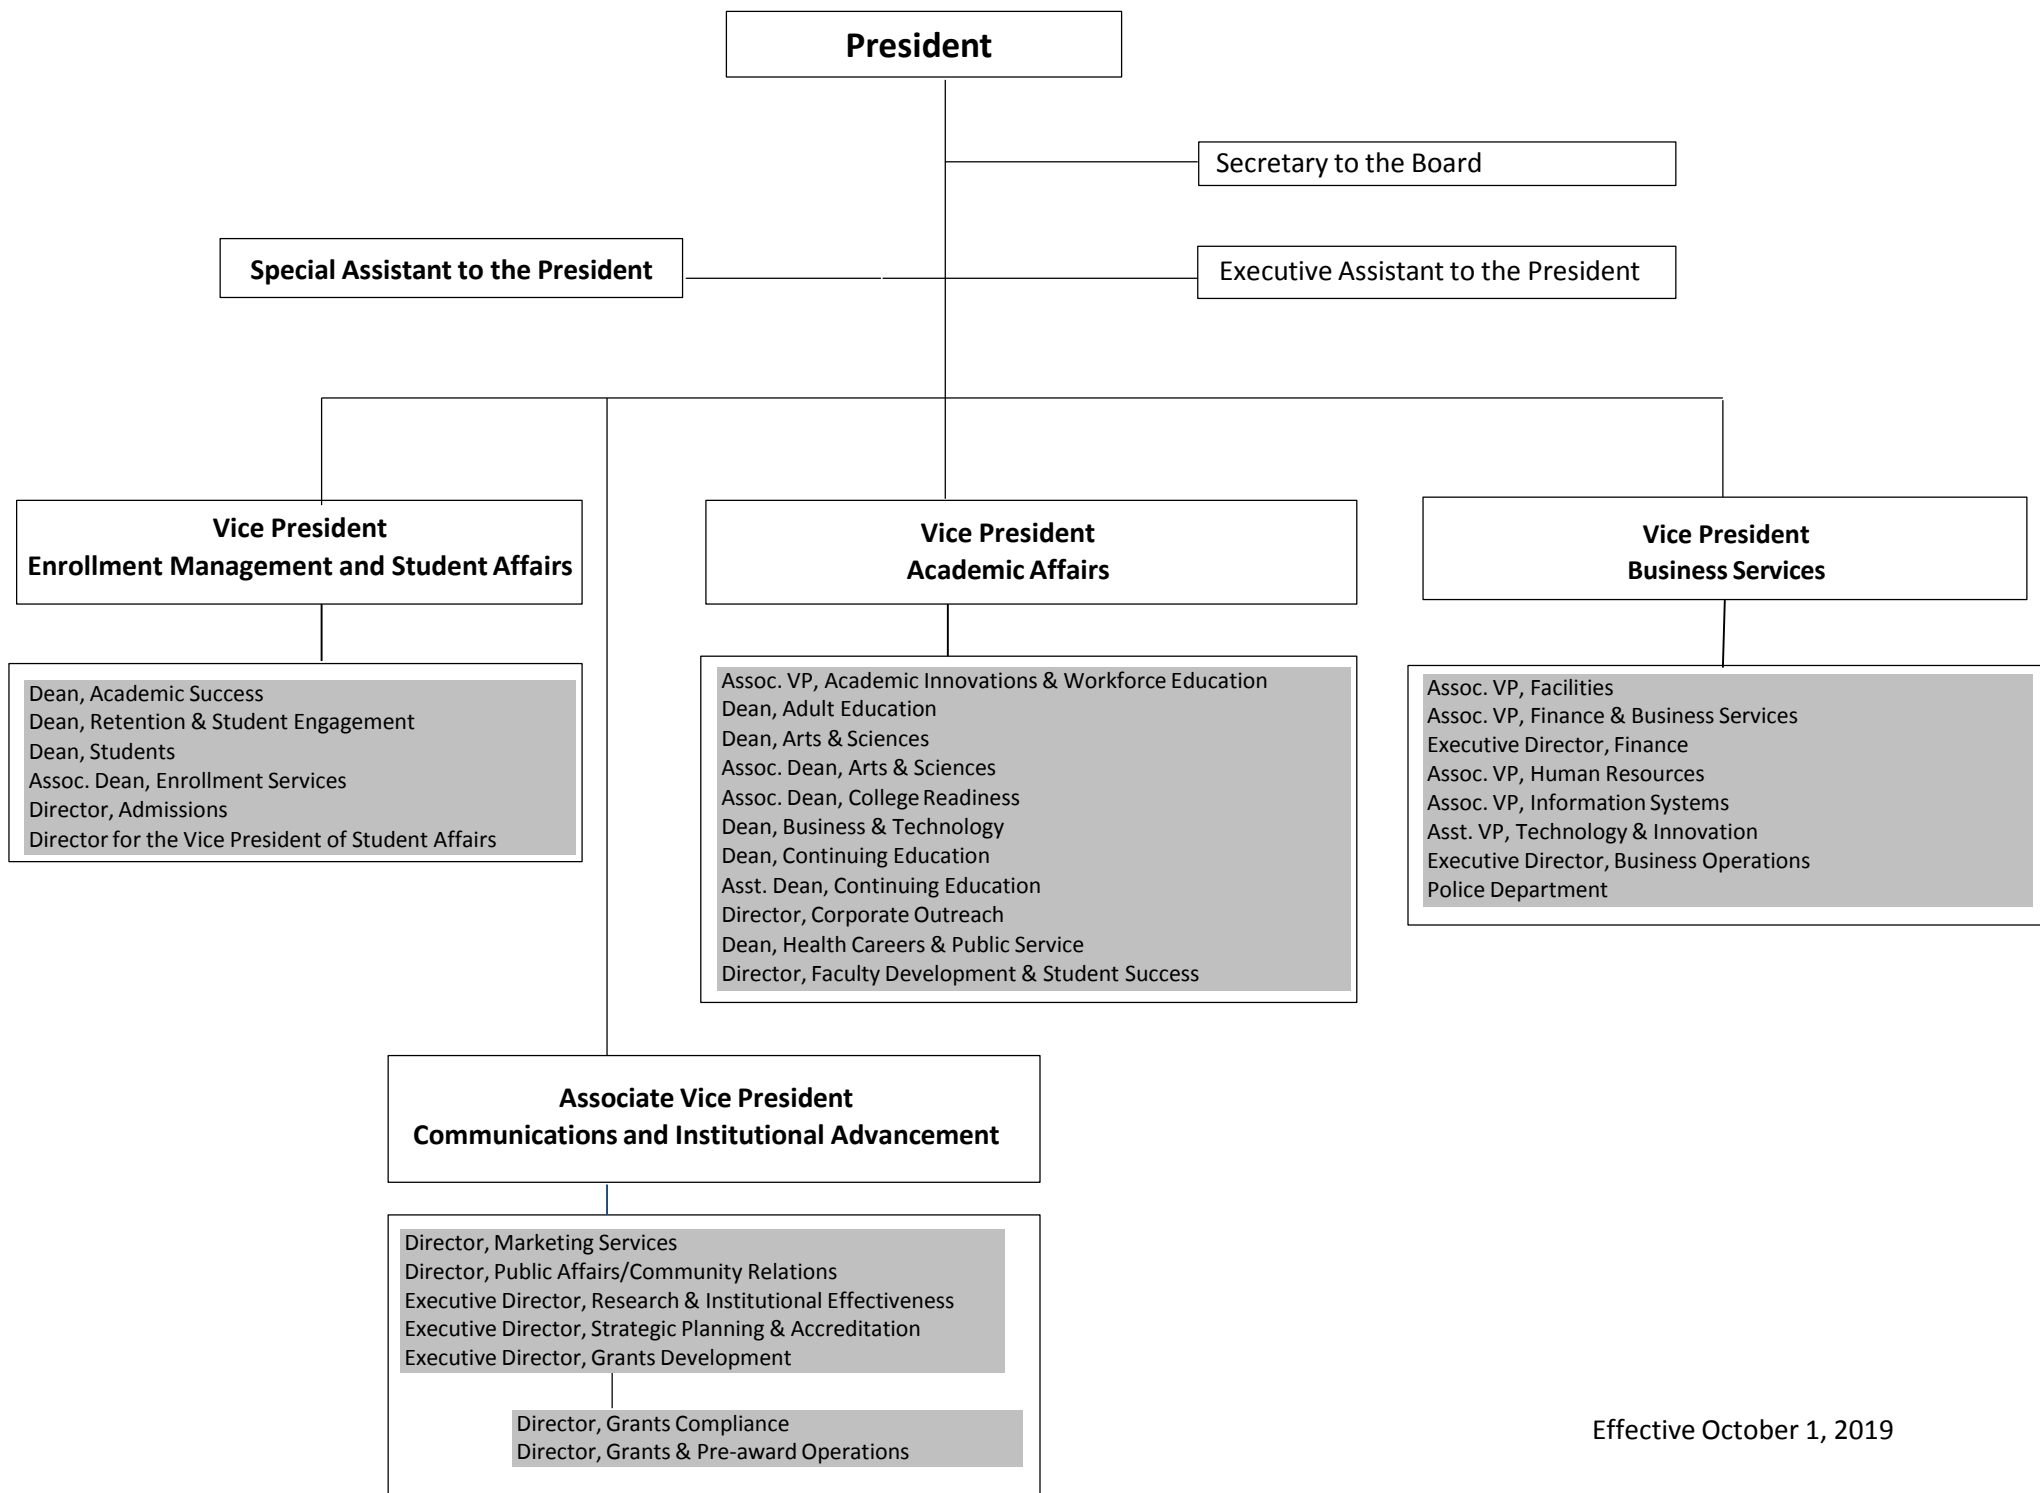 President
Secretary to the Board
Special Assistant to the President
Executive Assistant to the President
Vice President
Enrollment Management and Student Affairs
Dean, Academic Success
Dean, Retention & Student Engagement
Dean, Students
Assoc. Dean, Enrollment Services
Director, Admissions
Director for the Vice President of Student Affairs
Vice President
Academic Affairs
Assoc. VP, Academic Innovations & Workforce Education
Dean, Adult Education
Dean, Arts & Sciences
Assoc. Dean, Arts & Sciences
Assoc. Dean, College Readiness
Dean, Business & Technology
Dean, Continuing Education
Asst. Dean, Continuing Education
Director, Corporate Outreach
Dean, Health Careers & Public Service
Director, Faculty Development & Student Success
Vice President
Business Services
Assoc. VP, Facilities
Assoc. VP, Finance & Business Services
Executive Director, Finance
Assoc. VP, Human Resources
Assoc. VP, Information Systems
Asst. VP, Technology & Innovation
Executive Director, Business Operations
Police Department
Associate Vice President
Communications and Institutional Advancement
Director, Marketing Services
Director, Public Affairs/Community Relations
Executive Director, Research & Institutional Effectiveness
Executive Director, Strategic Planning & Accreditation
Executive Director, Grants Development
Director, Grants Compliance
Director, Grants & Pre-award Operations
Effective October 1, 2019